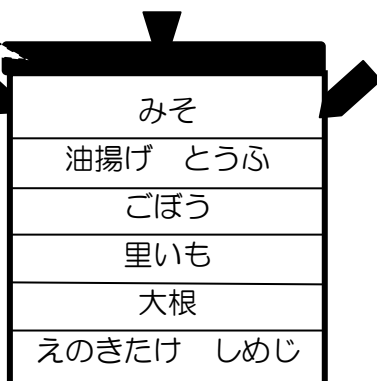 みそ
油揚げ　とうふ
ごぼう
里いも
大根
えのきたけ　しめじ